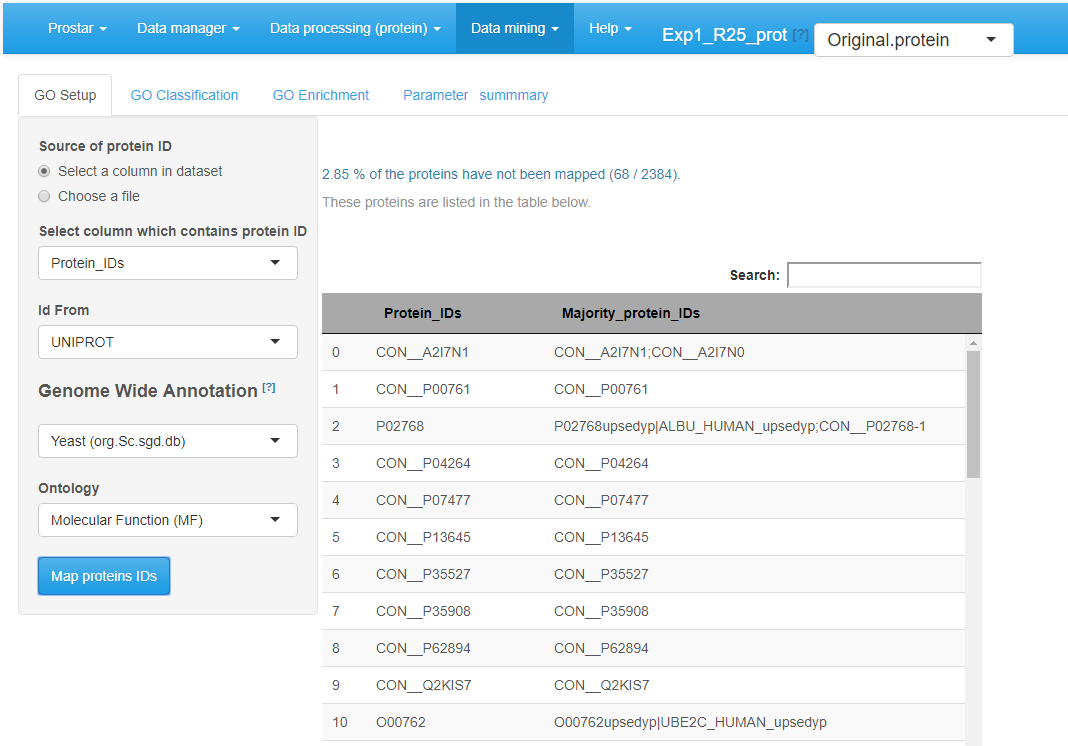 Prostar Data manager Data processing (protein) Data mining Help Exp1_R25_prot [?] Original.protein
GO Setup GO Classification GO Enrichment Parameter summmary
Source of protein ID
Select a column in dataset
Choose a file
Select column which contains protein ID
Protein_IDs
Id From
UNIPROT
Genome Wide Annotation [?]
Yeast (org.Sc.sgd.db)
Ontology
Molecular Function (MF)
Map proteins IDs
2.85 % of the proteins have not been mapped (68 / 2384).
These proteins are listed in the table below.
Search:
Protein_IDs Majority_protein_IDs
0 CON__A2I7N1 CON__A2I7N1;CON__A2I7N0
1 CON__P00761 CON__P00761
2 P02768 P02768upsedyp|ALBU_HUMAN_upsedyp;CON__P02768-1
3 CON__P04264 CON__P04264
4 CON__P07477 CON__P07477
5 CON__P13645 CON__P13645
6 CON__P35527 CON__P35527
7 CON__P35908 CON__P35908
8 CON__P62894 CON__P62894
9 CON__Q2KIS7 CON__Q2KIS7
10 O00762 O00762upsedyp|UBE2C_HUMAN_upsedyp